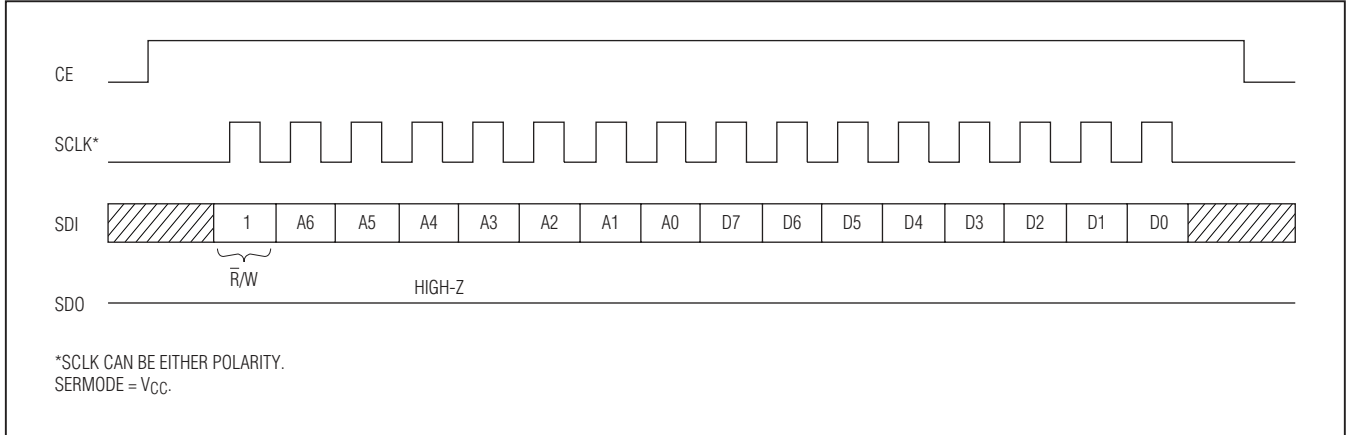 CE
SCLK*
SDI 1 A6 A5 A4 A3 A2 A1 A0 D7 D6 D5 D4 D3 D2 D1 D0
R̅/W
HIGH-Z
SDO
*SCLK CAN BE EITHER POLARITY.
SERMODE = VCC.